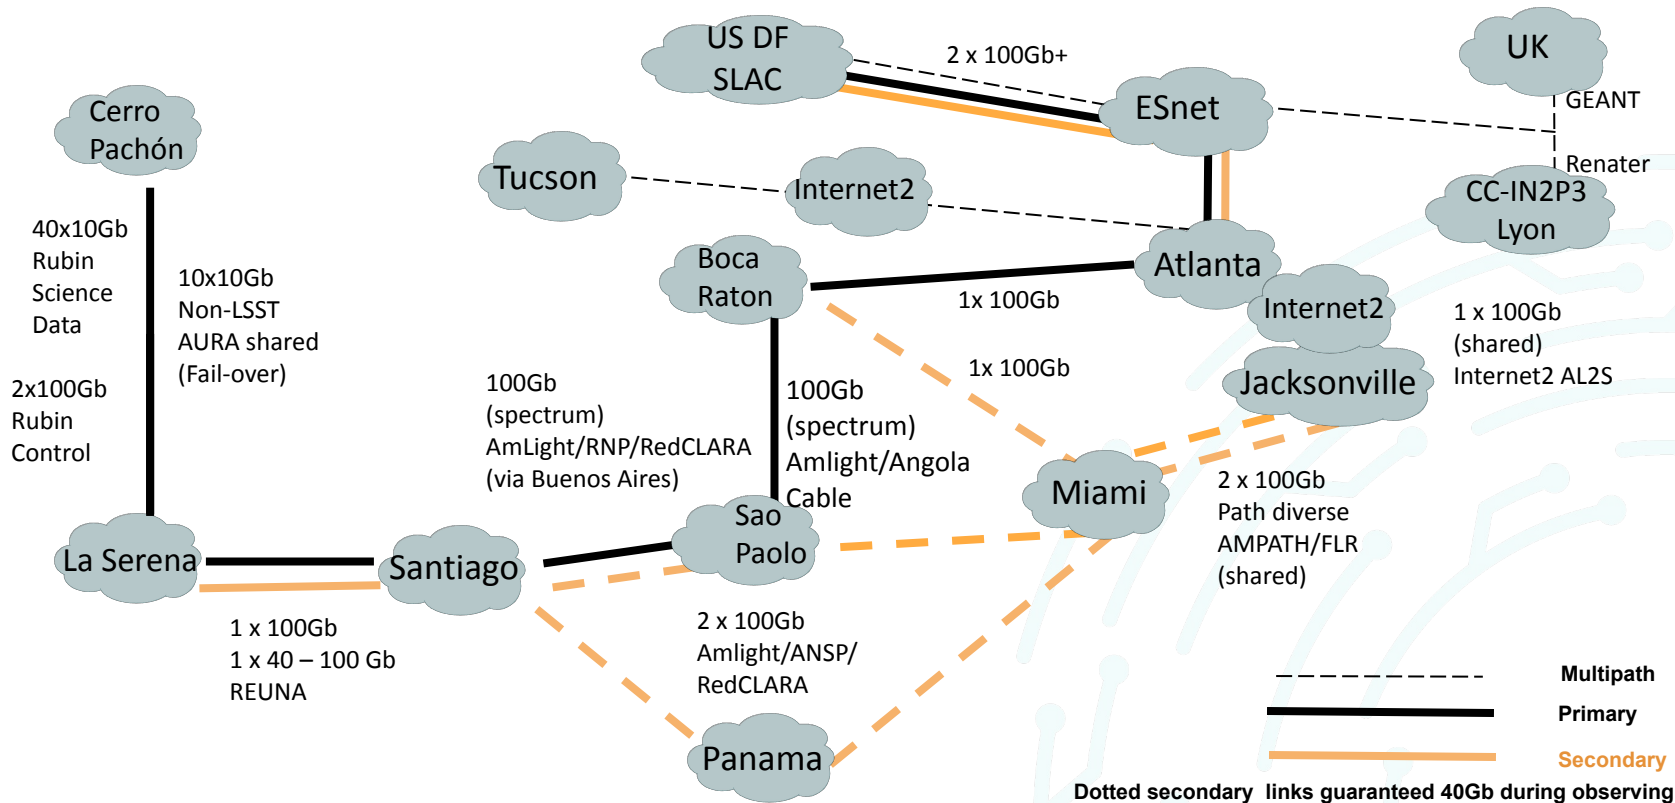 US DF
SLAC
2 x 100Gb+
UK
GEANT
ESnet
Cerro
Pachón
Renater
Tucson
Internet2
CC-IN2P3
Lyon
40x10Gb
Rubin
Science
Data
10x10Gb
Non-LSST
AURA shared
(Fail-over)
Boca
Raton
Atlanta
1x 100Gb
Internet2
1 x 100Gb
(shared)
Internet2 AL2S
1x 100Gb
Jacksonville
2x100Gb
Rubin
Control
100Gb
(spectrum)
AmLight/RNP/RedCLARA
(via Buenos Aires)
100Gb
(spectrum)
Amlight/Angola
Cable
Miami
2 x 100Gb
Path diverse
AMPATH/FLR
(shared)
Sao
Paolo
La Serena
Santiago
1 x 100Gb
1 x 40 – 100 Gb
REUNA
2 x 100Gb
Amlight/ANSP/
RedCLARA
Panama
Multipath
Primary
Secondary
Dotted secondary links guaranteed 40Gb during observing